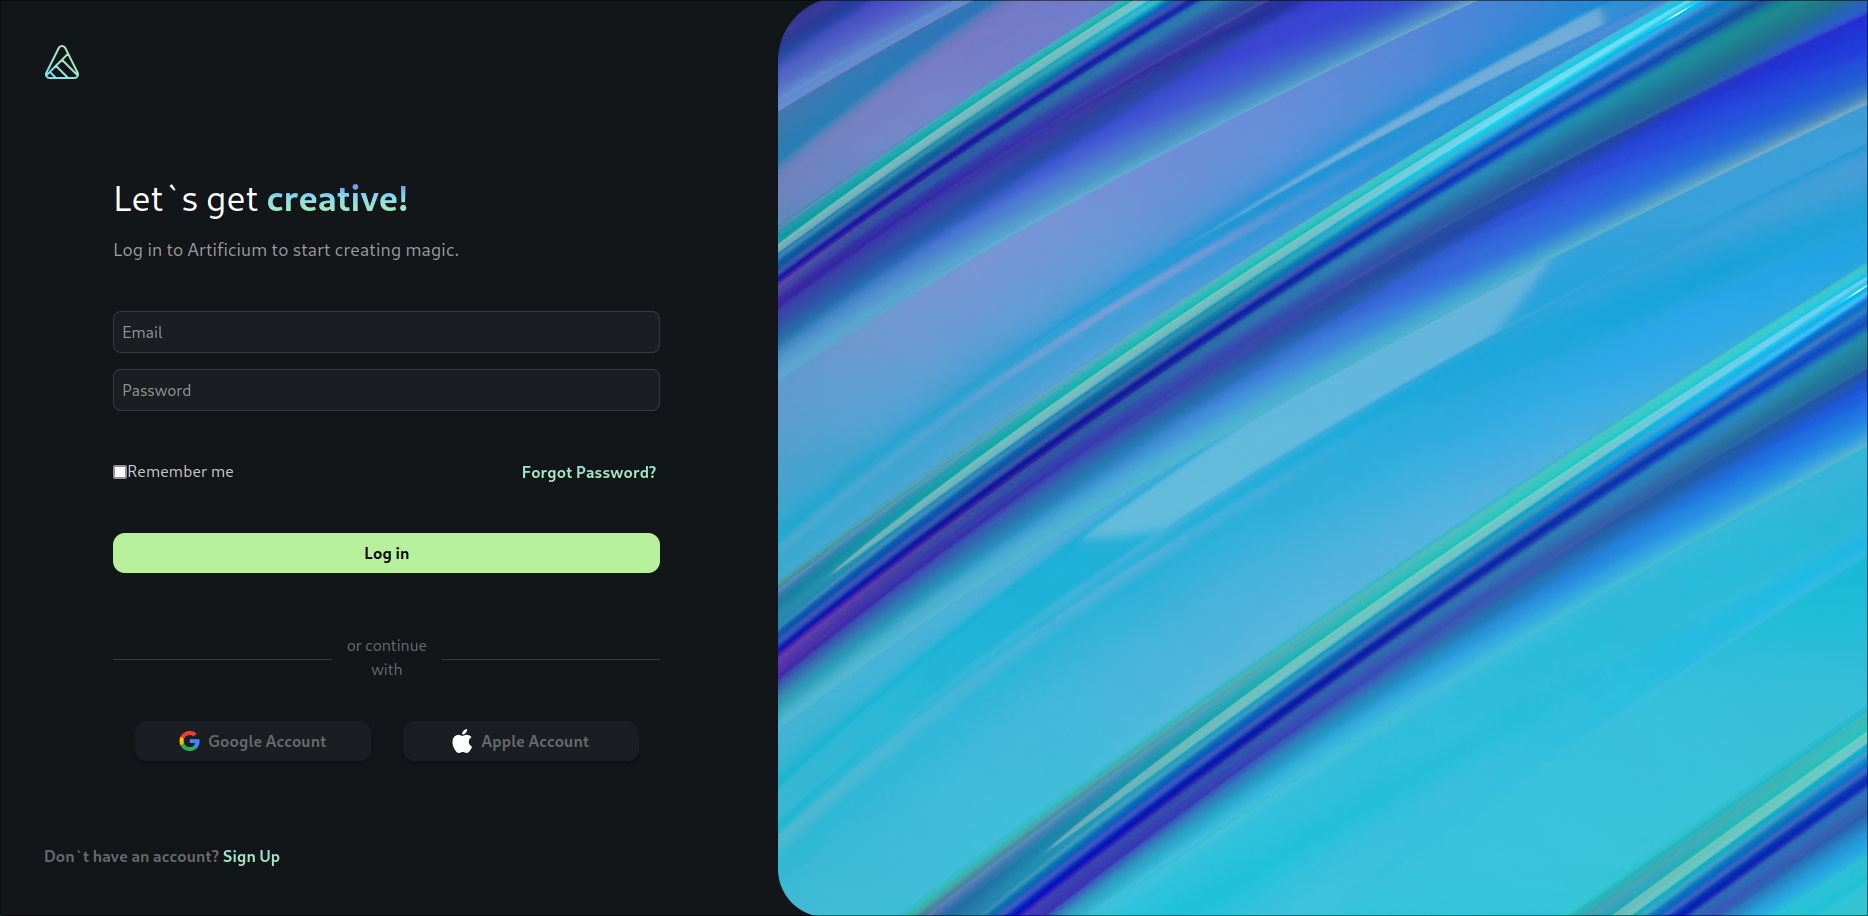 Let`s get creative!
Log in to Artificium to start creating magic.
Email
Password
Remember me
Forgot Password?
Log in
or continue
with
Google Account
Apple Account
Don`t have an account? Sign Up